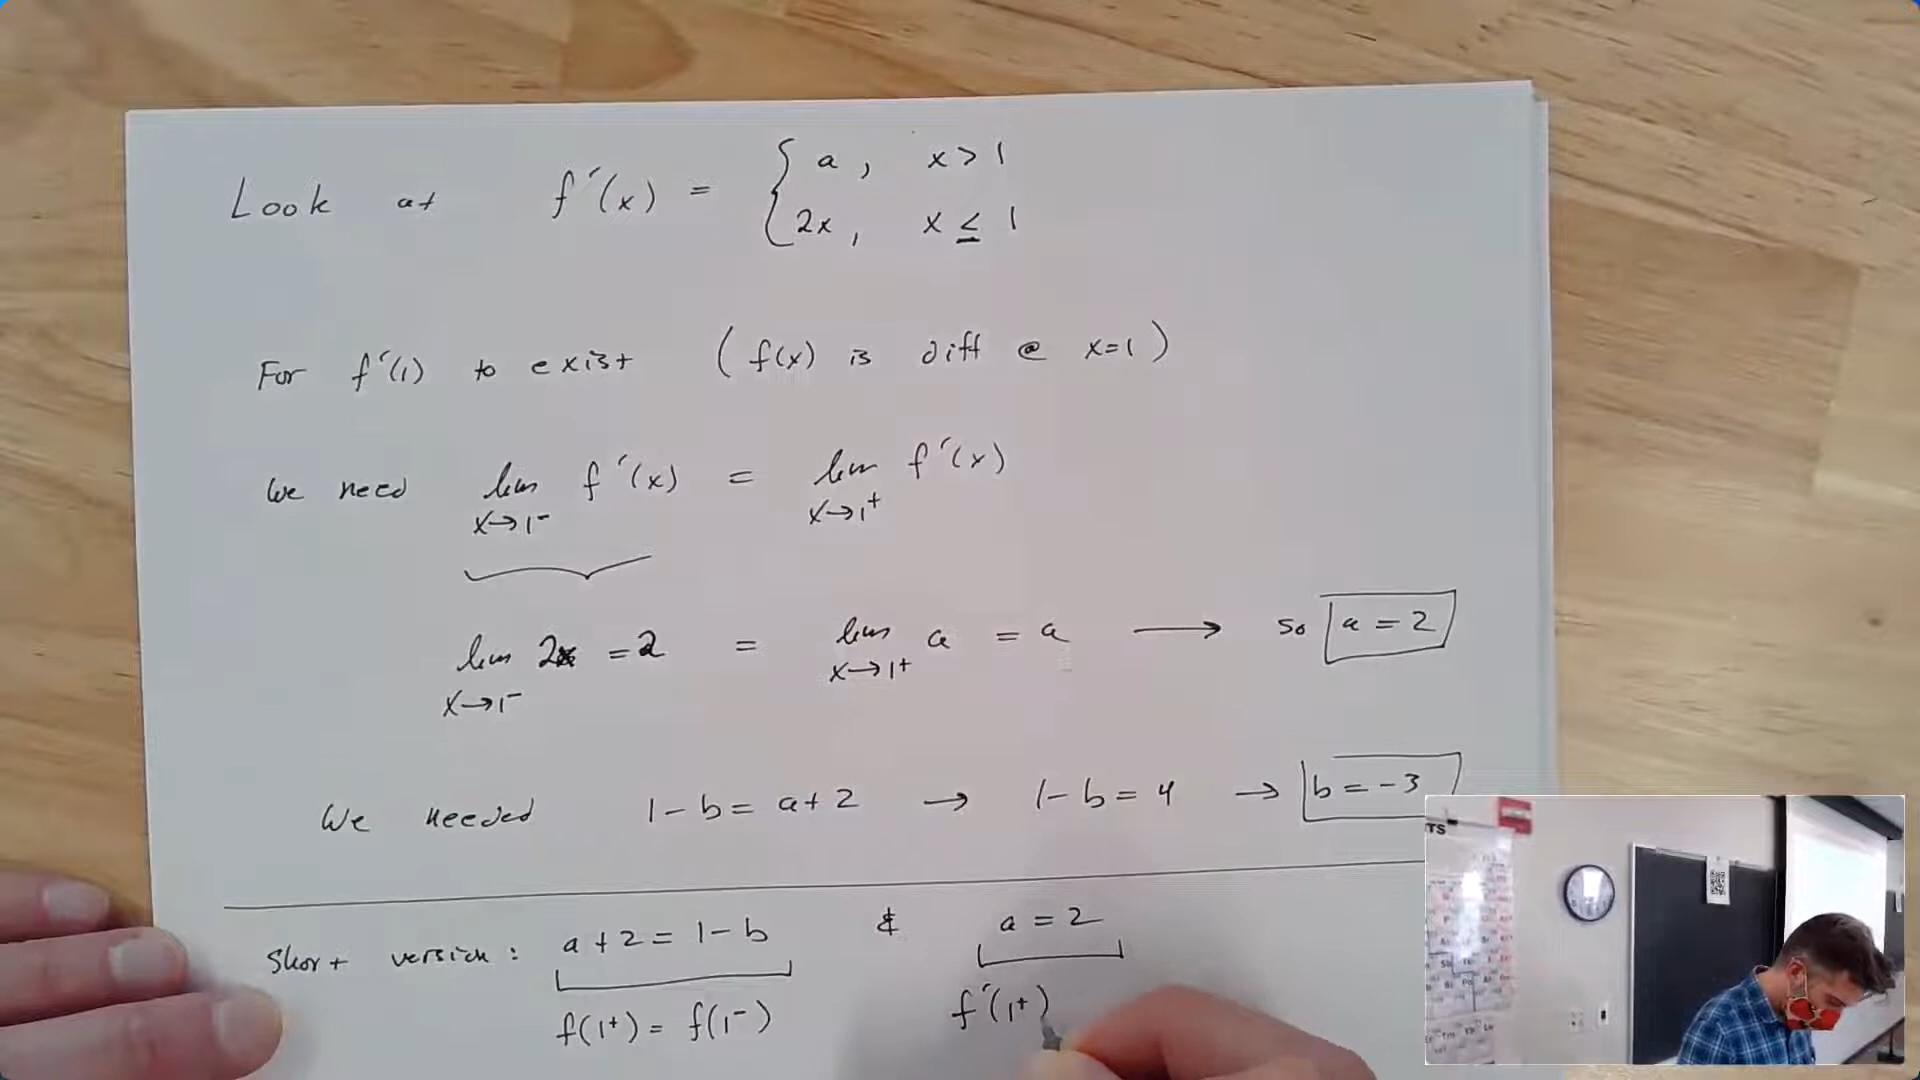 Look at f′(x) = { a, x > 1
2x, x ≤ 1
For f′(1) to exist (f(x) is diff @ x=1)
We need lim f′(x) = lim f′(x)
x→1⁻ x→1⁺
lim 2x = 2 = lim a = a → so a = 2
x→1⁻ x→1⁺
We needed 1-b = a+2 → 1-b = 4 → b = -3
Short version: a+2 = 1-b & a = 2
f(1⁺) = f(1⁻) f′(1⁺)
TS